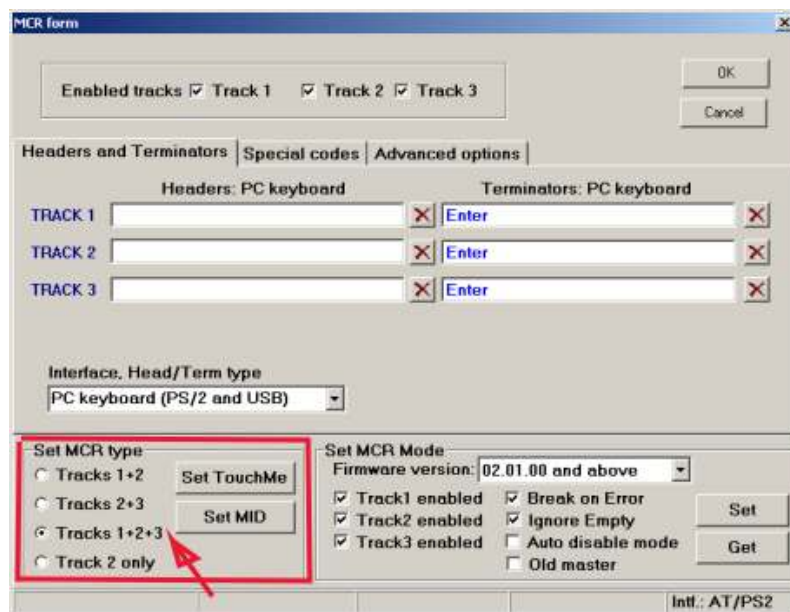 MCR form
Enabled tracks Track 1 Track 2 Track 3
OK
Cancel
Headers and Terminators Special codes Advanced options
Headers: PC keyboard Terminators: PC keyboard
TRACK 1 Enter
TRACK 2 Enter
TRACK 3 Enter
Interface, Head/Term type
PC keyboard (PS/2 and USB)
Set MCR type
Tracks 1+2
Tracks 2+3
Tracks 1+2+3
Track 2 only
Set TouchMe
Set MID
Set MCR Mode
Firmware version: 02.01.00 and above
Track1 enabled Break on Error
Track2 enabled Ignore Empty
Track3 enabled Auto disable mode
Old master
Set
Get
Intf.: AT/PS2